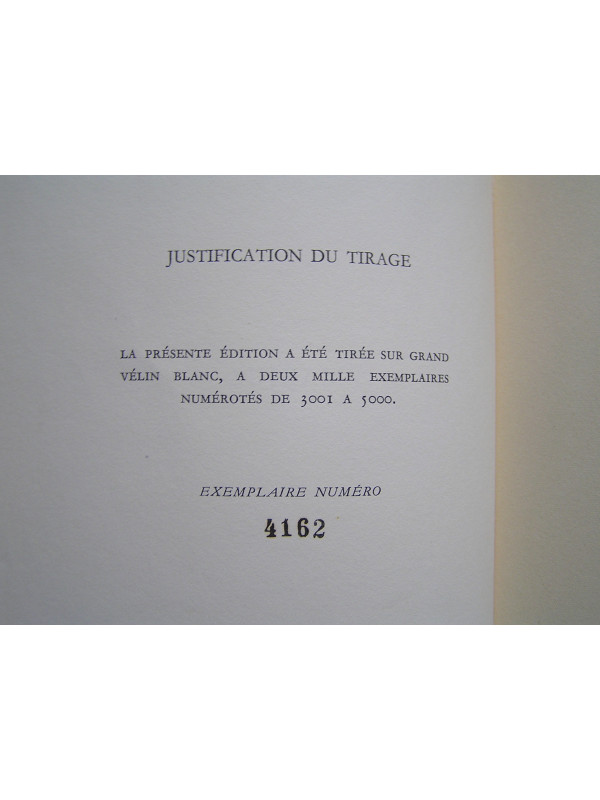 JUSTIFICATION DU TIRAGE
LA PRÉSENTE ÉDITION A ÉTÉ TIRÉE SUR GRAND
VÉLIN BLANC, A DEUX MILLE EXEMPLAIRES
NUMÉROTÉS DE 3001 A 5000.
EXEMPLAIRE NUMÉRO
4162